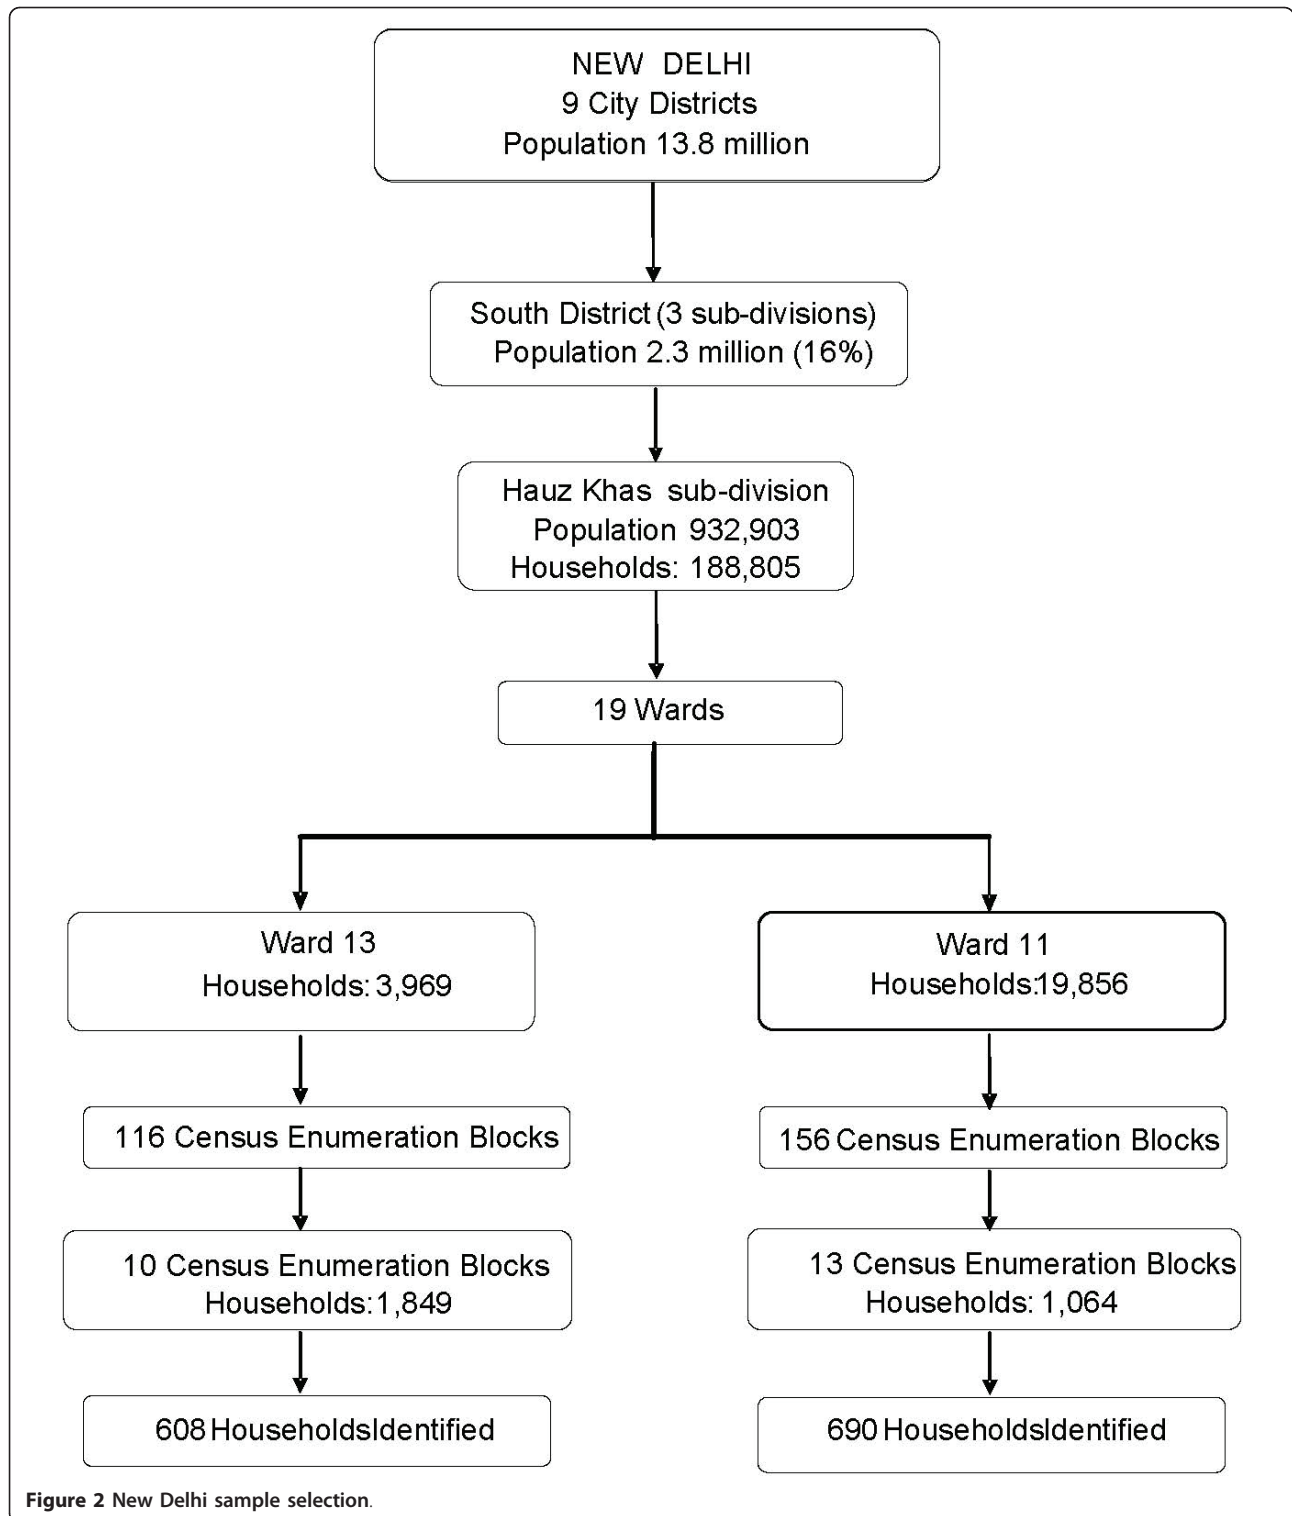 NEW DELHI
9 City Districts
Population 13.8 million
South District (3 sub-divisions)
Population 2.3 million (16%)
Hauz Khas sub-division
Population 932,903
Households: 188,805
19 Wards
Ward 13
Households: 3,969
Ward 11
Households:19,856
116 Census Enumeration Blocks
156 Census Enumeration Blocks
10 Census Enumeration Blocks
Households:1,849
13 Census Enumeration Blocks
Households: 1,064
608 HouseholdsIdentified
690 HouseholdsIdentified
Figure 2 New Delhi sample selection.